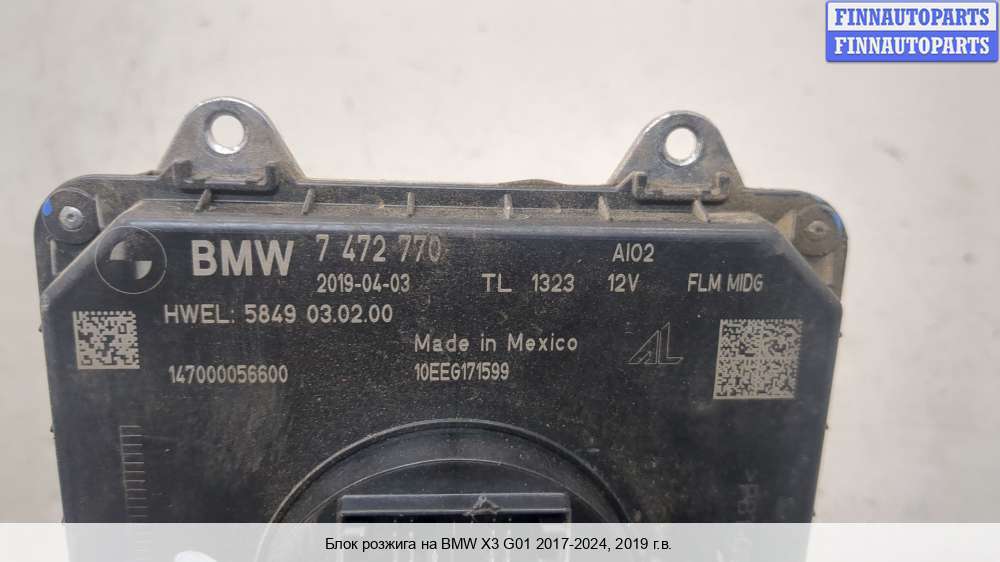 FINNAUTOPARTS
FINNAUTOPARTS
BMW 7 472 770 AI02
2019-04-03 TL 1323 12V FLM MIDG
HWEL: 5849 03.02.00
Made in Mexico AL
147000056600 10EEG171599
Блок розжига на BMW X3 G01 2017-2024, 2019 г.в.